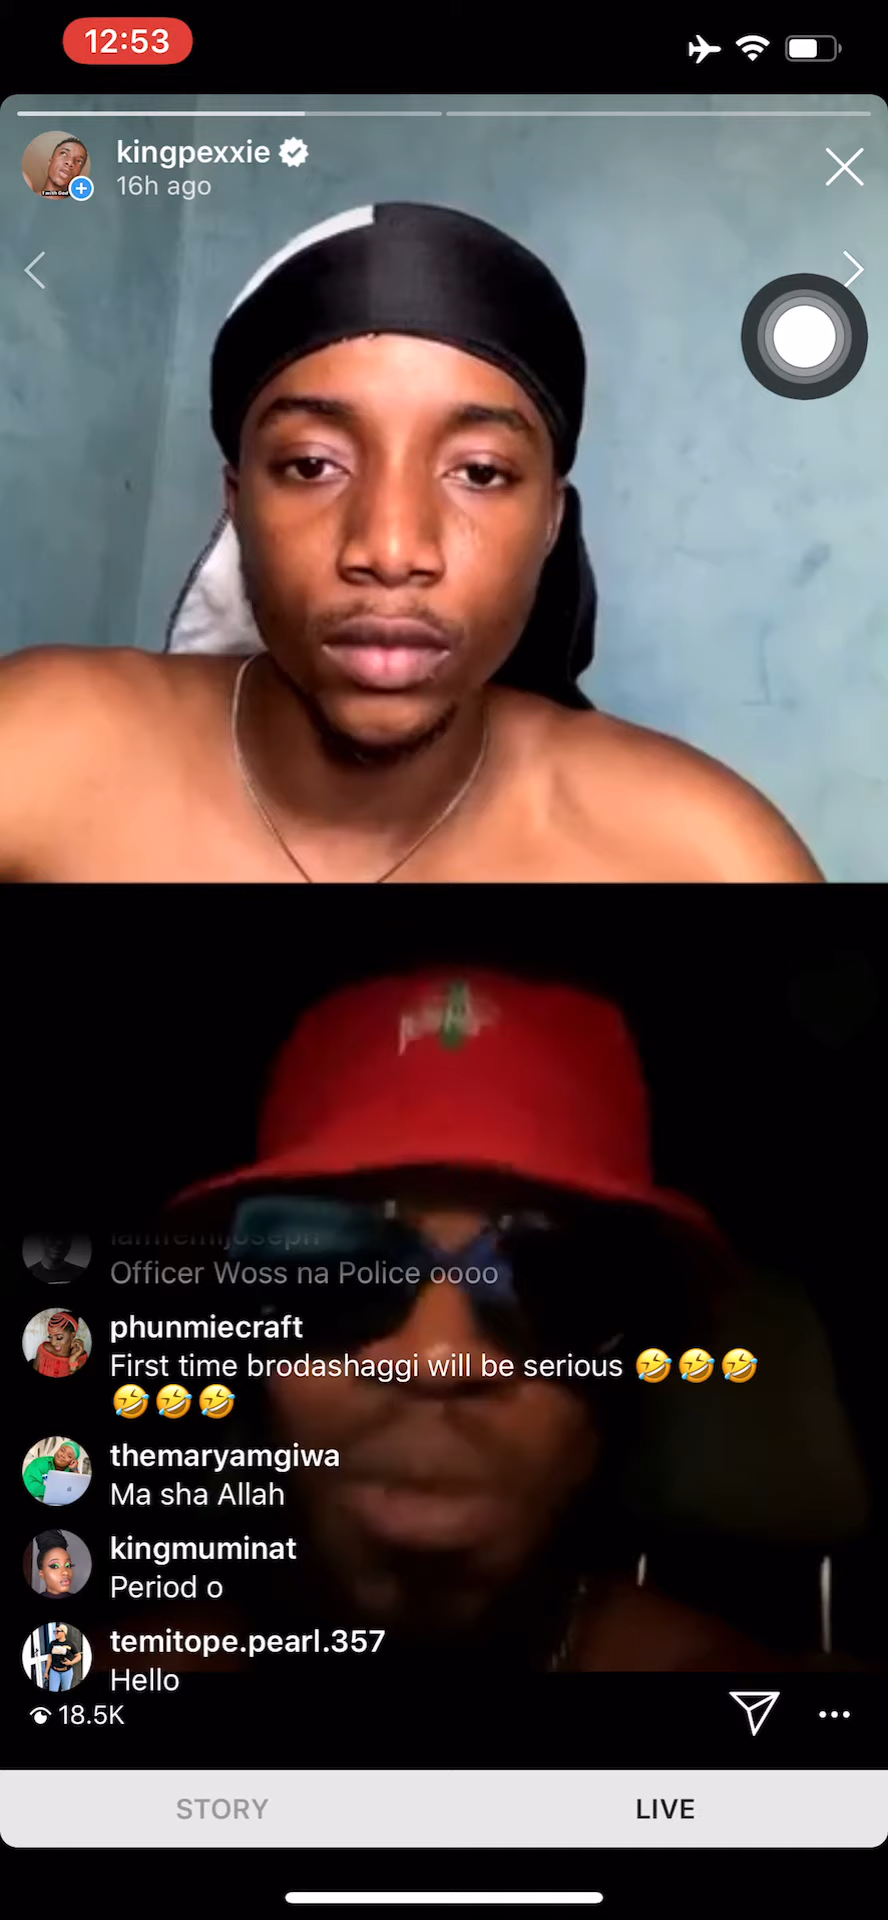 12:53
kingpexxie
16h ago
iamfemijoseph
Officer Woss na Police oooo
phunmiecraft
First time brodashaggi will be serious 🤣🤣🤣
🤣🤣🤣
themaryamgiwa
Ma sha Allah
kingmuminat
Period o
temitope.pearl.357
Hello
18.5K
STORY
LIVE